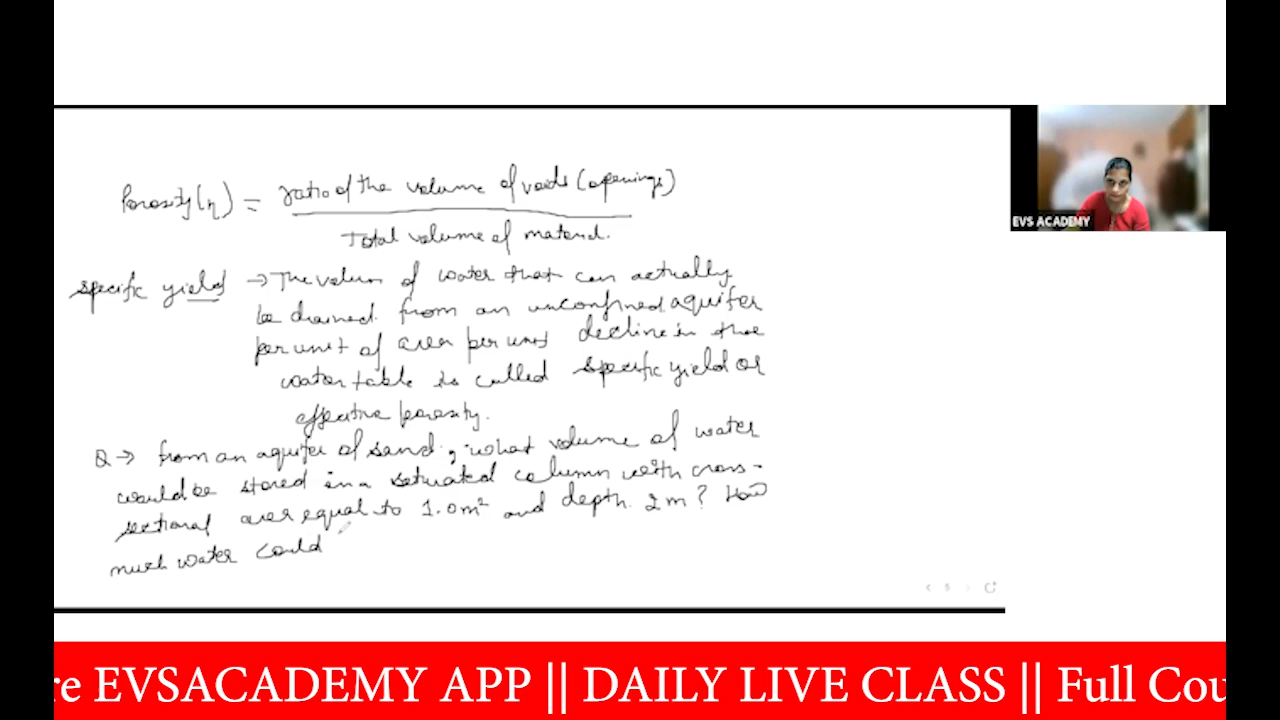 Porosity (η) = ratio of the volume of voids (openings)
Total volume of material.
specific yield → The volum of water that can actually
be drained from an unconfined aquifer
per unit of area per unit decline in the
water table is called specific yield or
effective porosity.
Q → from an aquifer of sand, what volume of water
would be stored in a saturated column with cross-
sectional area equal to 1.0m² and depth 2m? How
much water could
EVS ACADEMY
< 5 >
re EVSACADEMY APP || DAILY LIVE CLASS || Full Cou